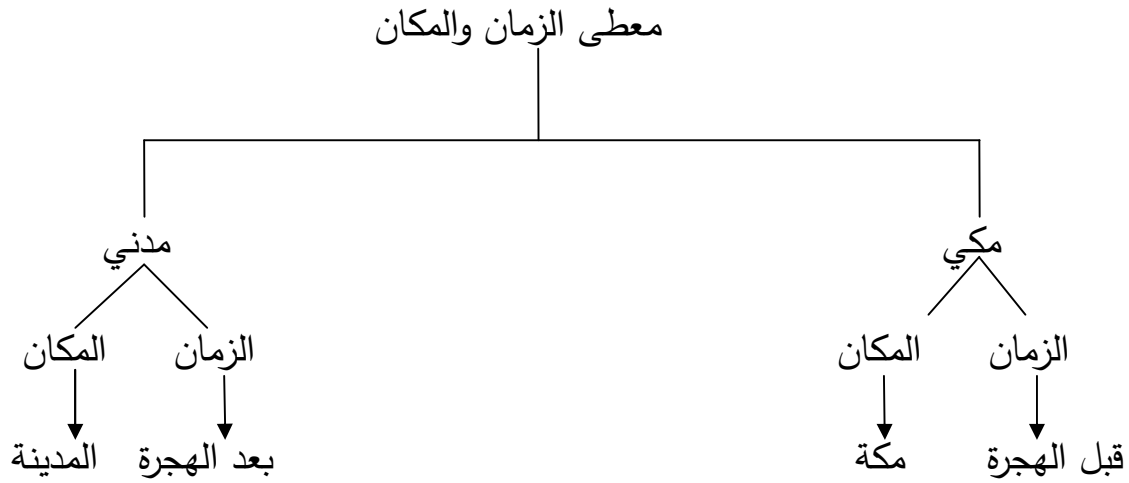 معطى الزمان والمكان
مكي مدني
الزمان المكان الزمان المكان
قبل الهجرة مكة بعد الهجرة المدينة